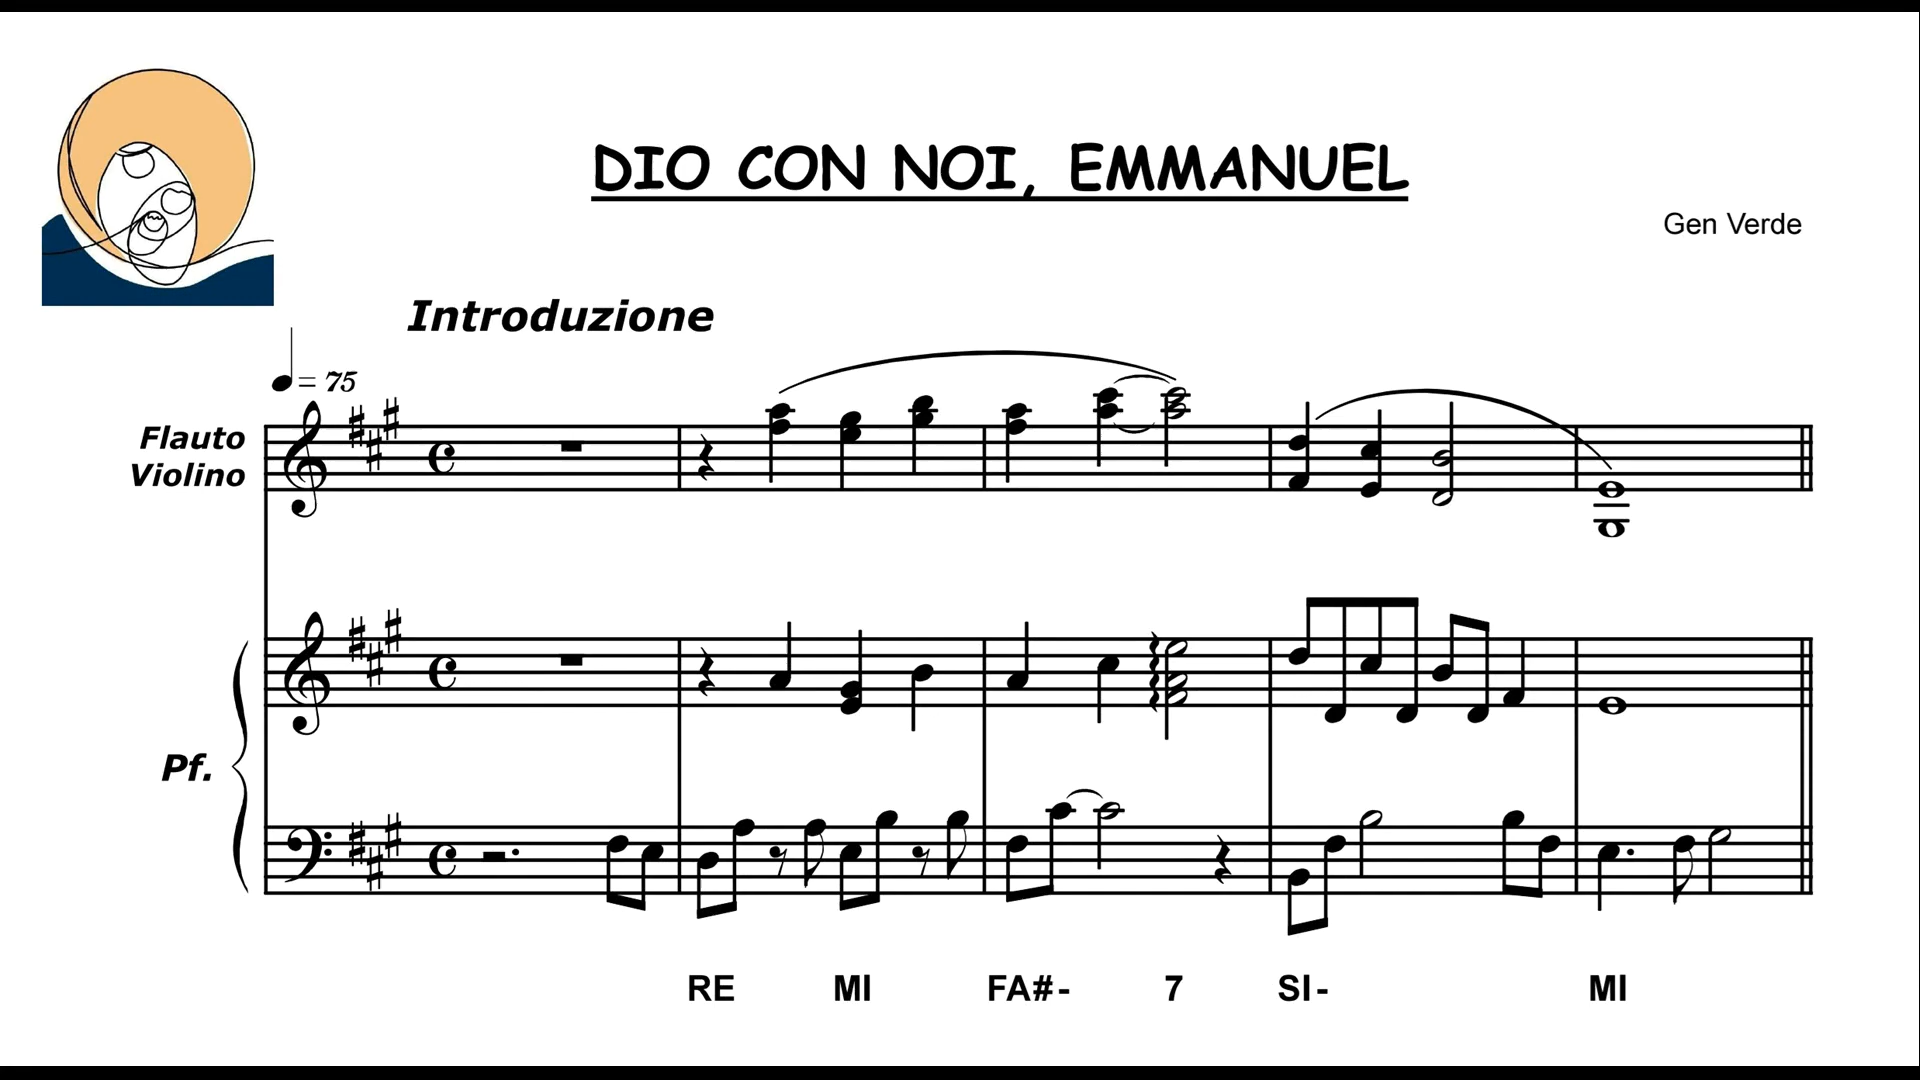 DIO CON NOI, EMMANUEL
Gen Verde
Introduzione
= 75
Flauto
Violino
Pf.
RE MI FA#- 7 SI- MI